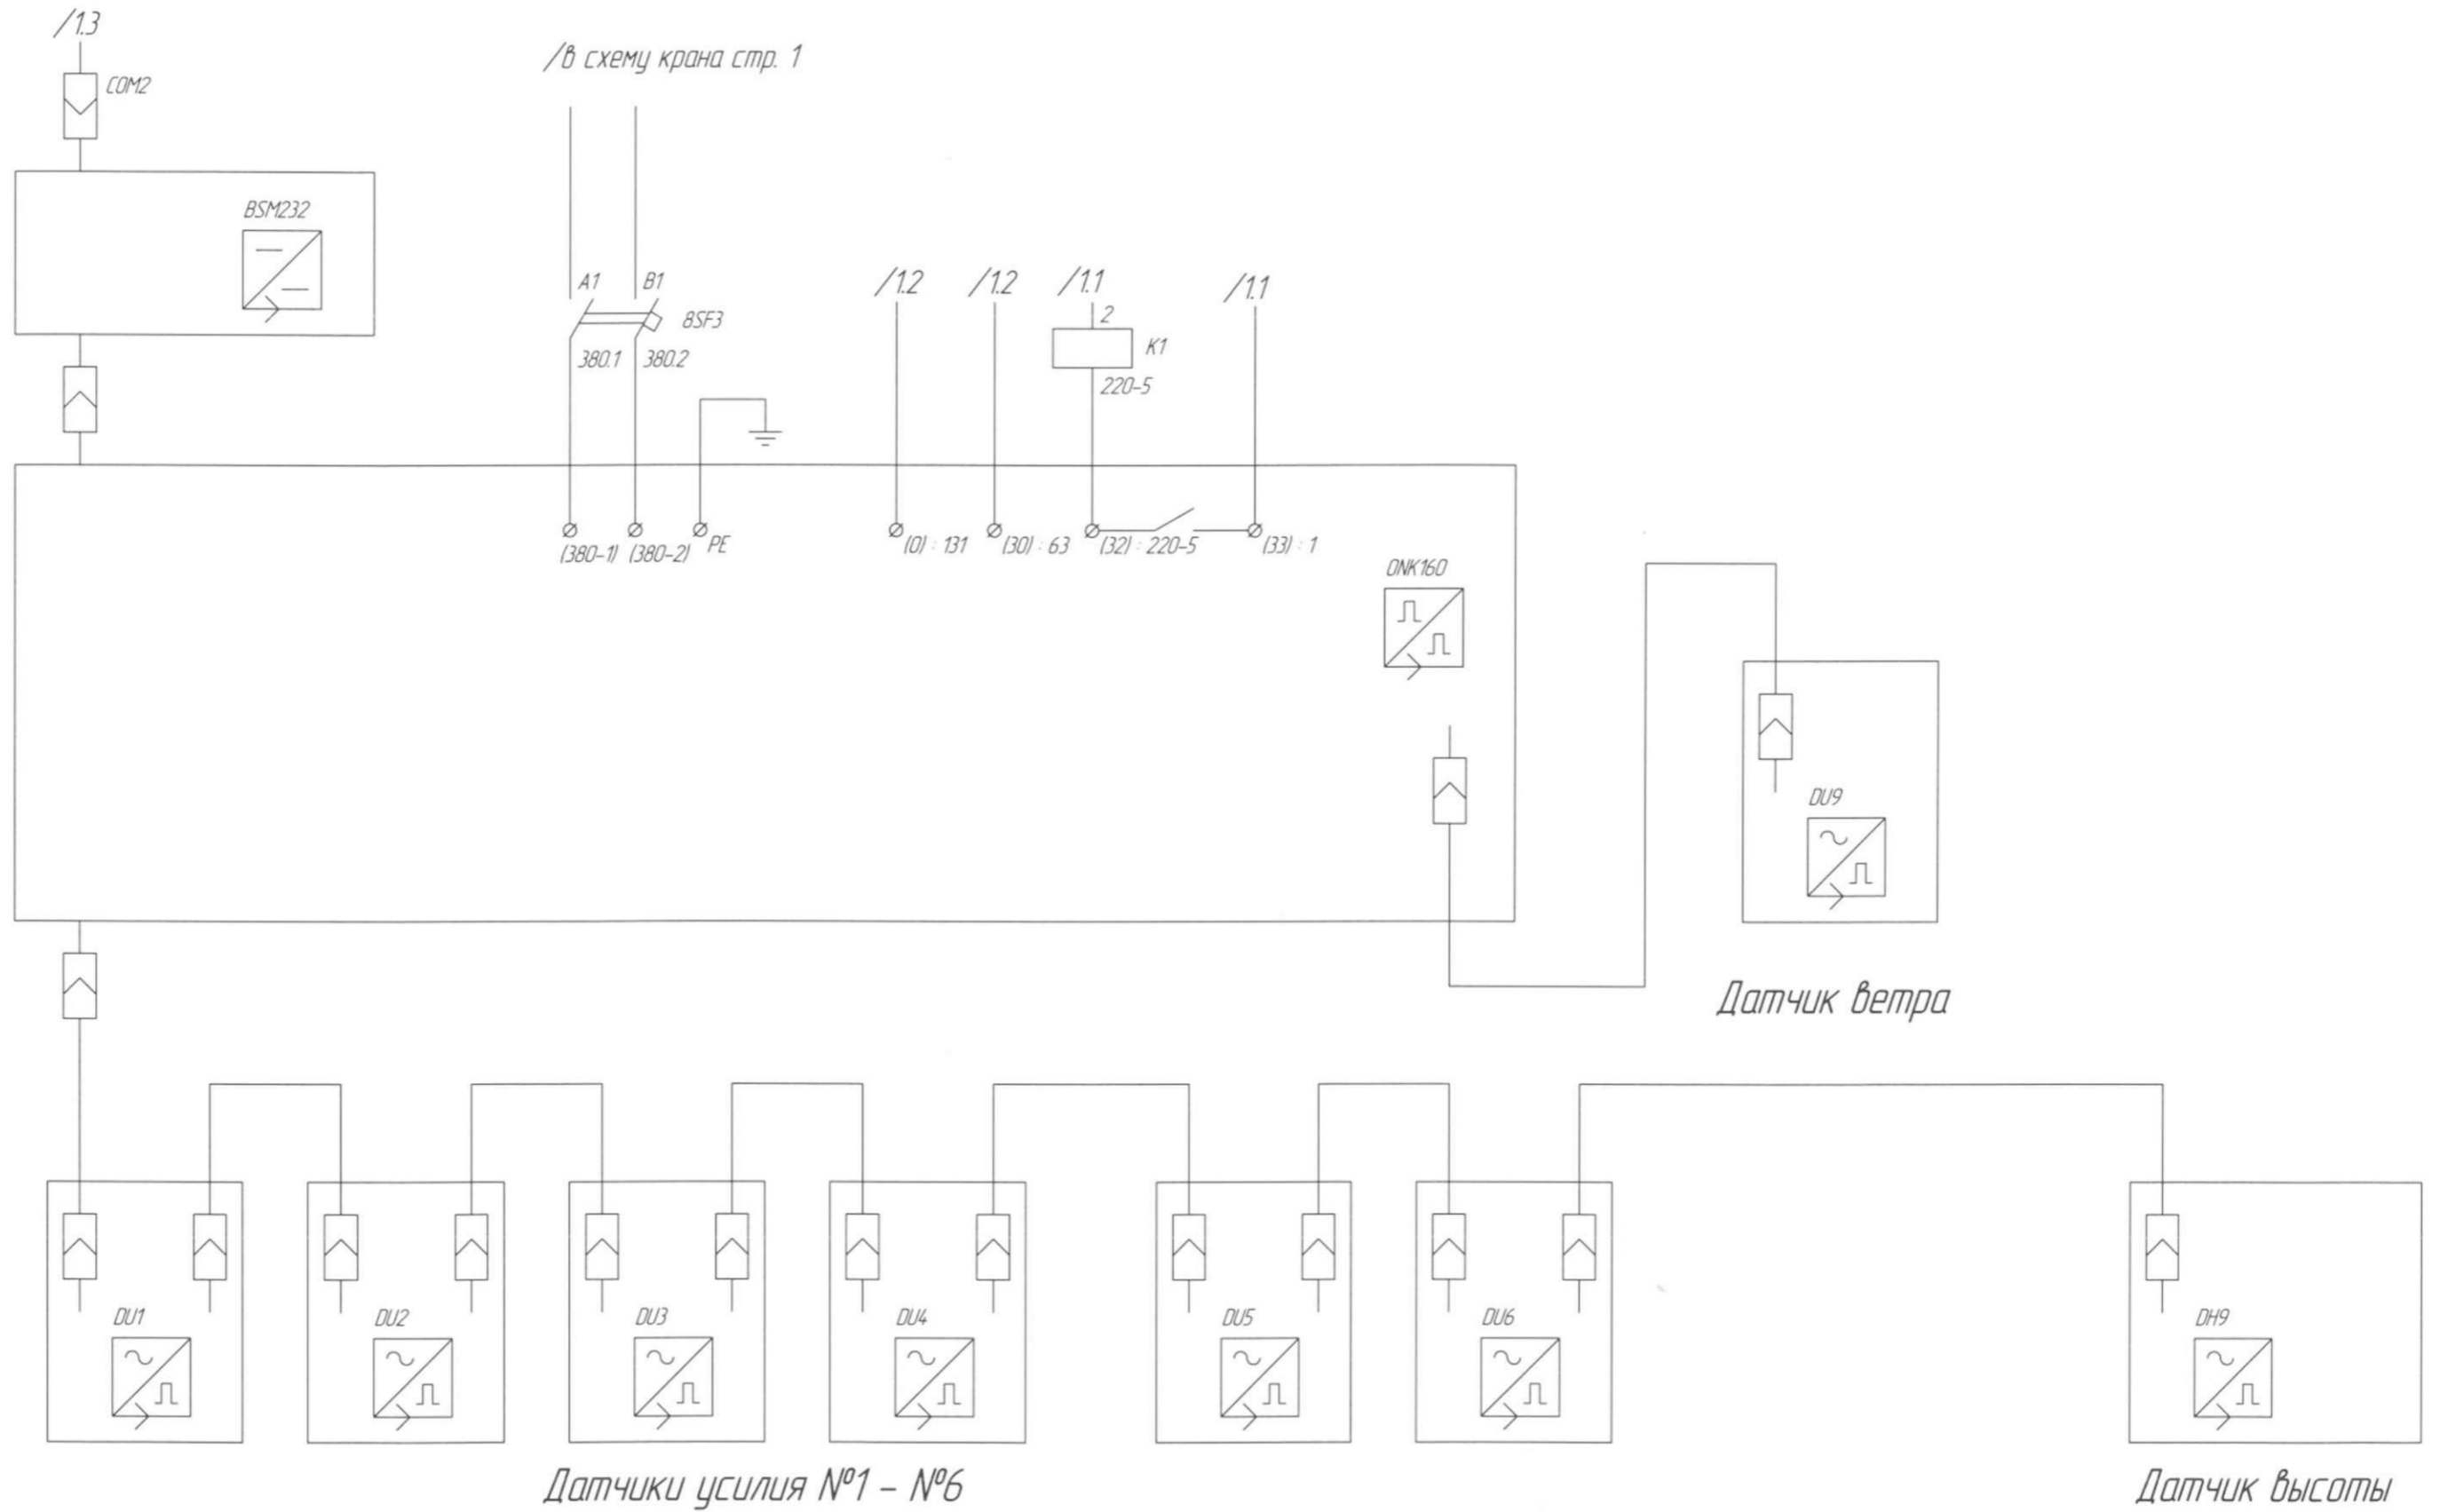 /1.3
/в схему крана стр. 1
COM2
BSM232
A1
B1
8SF3
380.1
380.2
/1.2
/1.2
/1.1
/1.1
2
K1
220-5
(380-1)
(380-2)
PE
(0) : 131
(30) : 63
(32) : 220-5
(33) : 1
ONK160
DU9
Датчик ветра
DU1
DU2
DU3
DU4
DU5
DU6
DH9
Датчики усилия №1 - №6
Датчик высоты